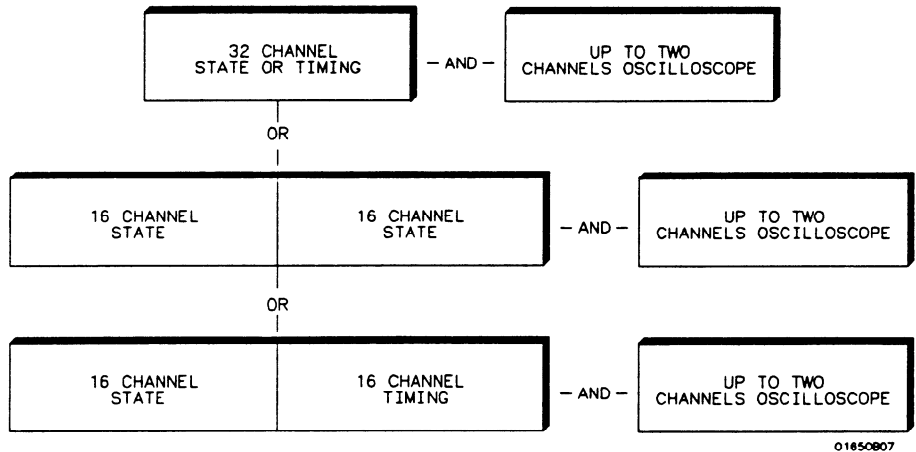 32 CHANNEL
STATE OR TIMING
– AND –
UP TO TWO
CHANNELS OSCILLOSCOPE
OR
16 CHANNEL
STATE
16 CHANNEL
STATE
– AND –
UP TO TWO
CHANNELS OSCILLOSCOPE
OR
16 CHANNEL
STATE
16 CHANNEL
TIMING
– AND –
UP TO TWO
CHANNELS OSCILLOSCOPE
01650B07